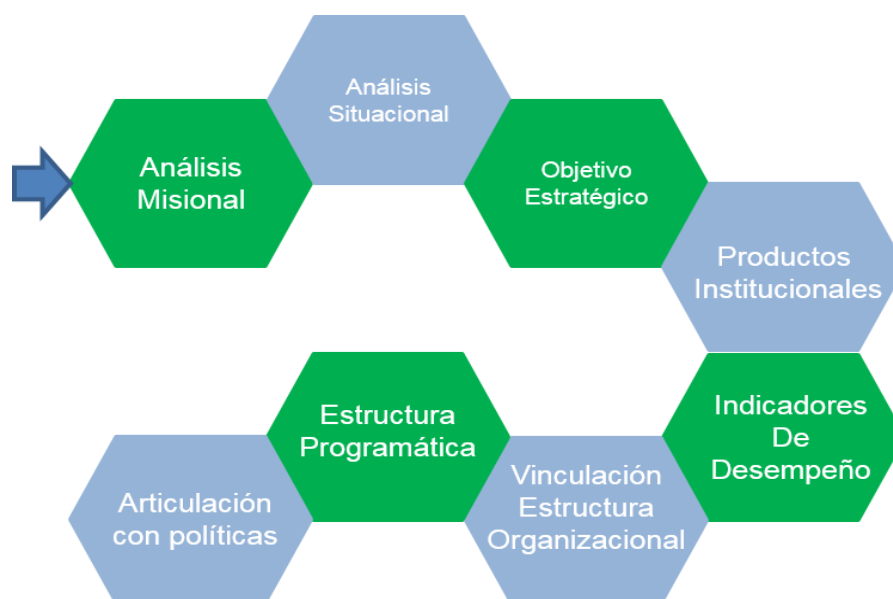 Análisis
Misional
Análisis
Situacional
Objetivo
Estratégico
Productos
Institucionales
Indicadores
De
Desempeño
Vinculación
Estructura
Organizacional
Estructura
Programática
Articulación
con políticas